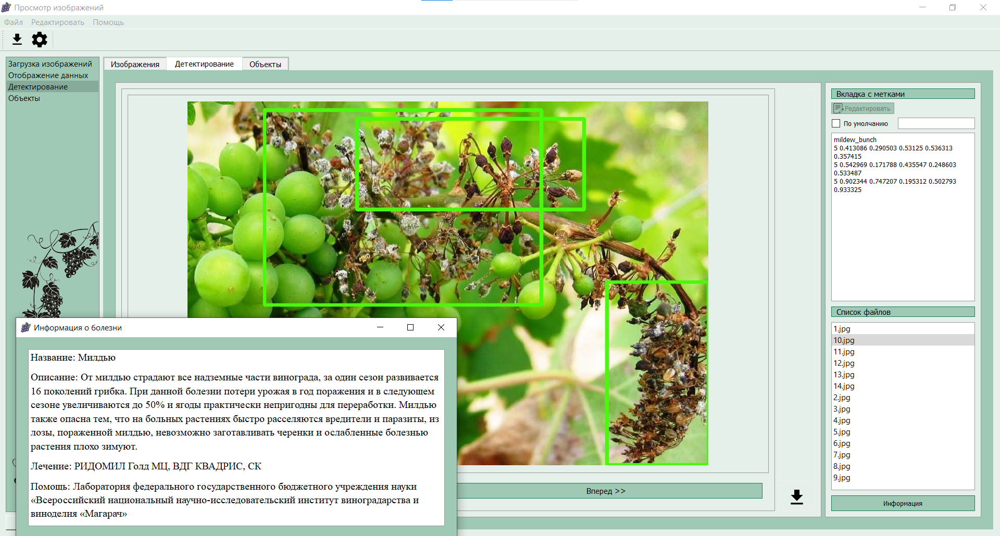 Просмотр изображений
Файл Редактировать Помощь
Загрузка изображений
Отображение данных
Детектирование
Объекты
Изображения Детектирование Объекты
Вкладка с метками
Редактировать
По умолчанию
mildew_bunch
5 0.413086 0.290503 0.53125 0.536313
0.357415
5 0.542969 0.171788 0.435547 0.248603
0.533487
5 0.902344 0.747207 0.195312 0.502793
0.933325
Список файлов
1.jpg
10.jpg
11.jpg
12.jpg
13.jpg
14.jpg
2.jpg
3.jpg
4.jpg
5.jpg
6.jpg
7.jpg
8.jpg
9.jpg
Информация
Вперед >>
Информация о болезни
Название: Милдью
Описание: От милдью страдают все надземные части винограда, за один сезон развивается
16 поколений грибка. При данной болезни потери урожая в год поражения и в следующем
сезоне увеличиваются до 50% и ягоды практически непригодны для переработки. Милдью
также опасна тем, что на больных растениях быстро расселяются вредители и паразиты, из
лозы, пораженной милдью, невозможно заготавливать черенки и ослабленные болезнью
растения плохо зимуют.
Лечение: РИДОМИЛ Голд МЦ, ВДГ КВАДРИС, СК
Помощь: Лаборатория федерального государственного бюджетного учреждения науки
«Всероссийский национальный научно-исследовательский институт виноградарства и
виноделия «Магарач»